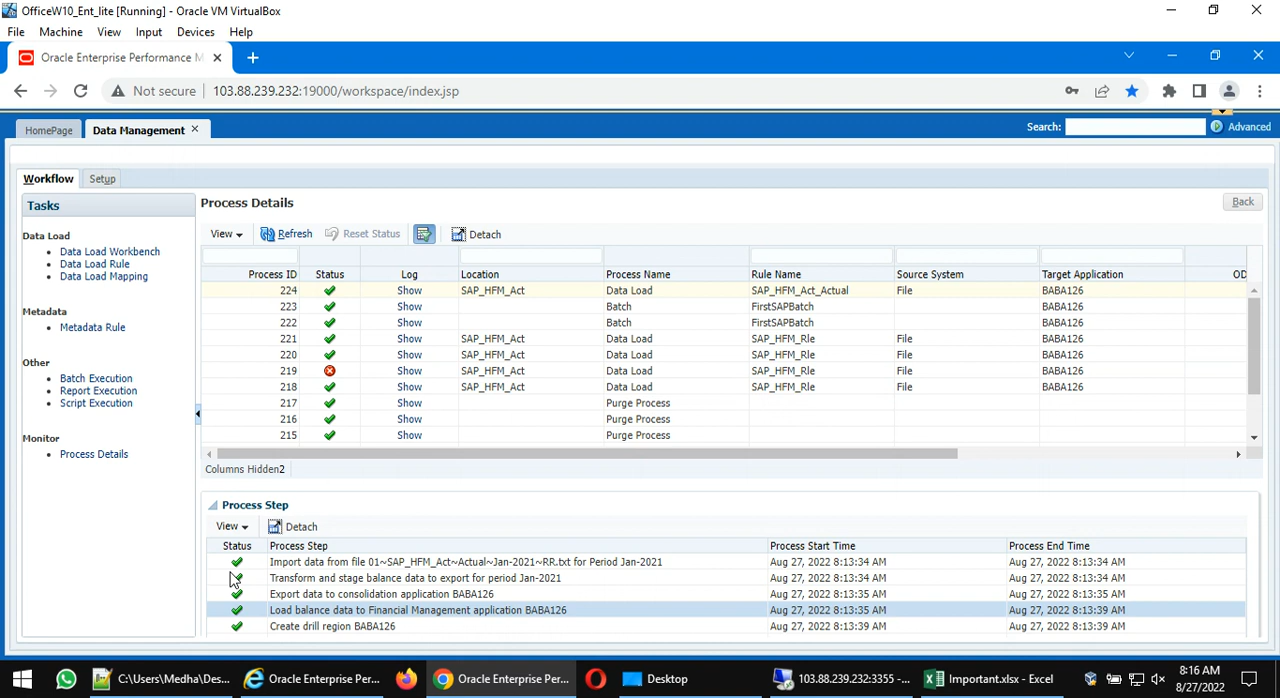 OfficeW10_Ent_lite [Running] - Oracle VM VirtualBox
File Machine View Input Devices Help
Oracle Enterprise Performance M
Not secure 103.88.239.232:19000/workspace/index.jsp
HomePage Data Management Search: Advanced
Workflow Setup
Tasks
Data Load
Data Load Workbench
Data Load Rule
Data Load Mapping
Metadata
Metadata Rule
Other
Batch Execution
Report Execution
Script Execution
Monitor
Process Details
Process Details Back
View Refresh Reset Status Detach
Process ID Status Log Location Process Name Rule Name Source System Target Application OD
224 Show SAP_HFM_Act Data Load SAP_HFM_Act_Actual File BABA126
223 Show Batch FirstSAPBatch BABA126
222 Show Batch FirstSAPBatch BABA126
221 Show SAP_HFM_Act Data Load SAP_HFM_Rle File BABA126
220 Show SAP_HFM_Act Data Load SAP_HFM_Rle File BABA126
219 Show SAP_HFM_Act Data Load SAP_HFM_Rle File BABA126
218 Show SAP_HFM_Act Data Load SAP_HFM_Rle File BABA126
217 Show Purge Process
216 Show Purge Process
215 Show Purge Process
Columns Hidden2
Process Step
View Detach
Status Process Step Process Start Time Process End Time
Import data from file 01~SAP_HFM_Act~Actual~Jan-2021~RR.txt for Period Jan-2021 Aug 27, 2022 8:13:34 AM Aug 27, 2022 8:13:34 AM
Transform and stage balance data to export for period Jan-2021 Aug 27, 2022 8:13:34 AM Aug 27, 2022 8:13:34 AM
Export data to consolidation application BABA126 Aug 27, 2022 8:13:35 AM Aug 27, 2022 8:13:35 AM
Load balance data to Financial Management application BABA126 Aug 27, 2022 8:13:35 AM Aug 27, 2022 8:13:39 AM
Create drill region BABA126 Aug 27, 2022 8:13:39 AM Aug 27, 2022 8:13:39 AM
C:\Users\Medha\Des... Oracle Enterprise Per... Oracle Enterprise Per... Desktop 103.88.239.232:3355 -... Important.xlsx - Excel 8:16 AM
8/27/2022